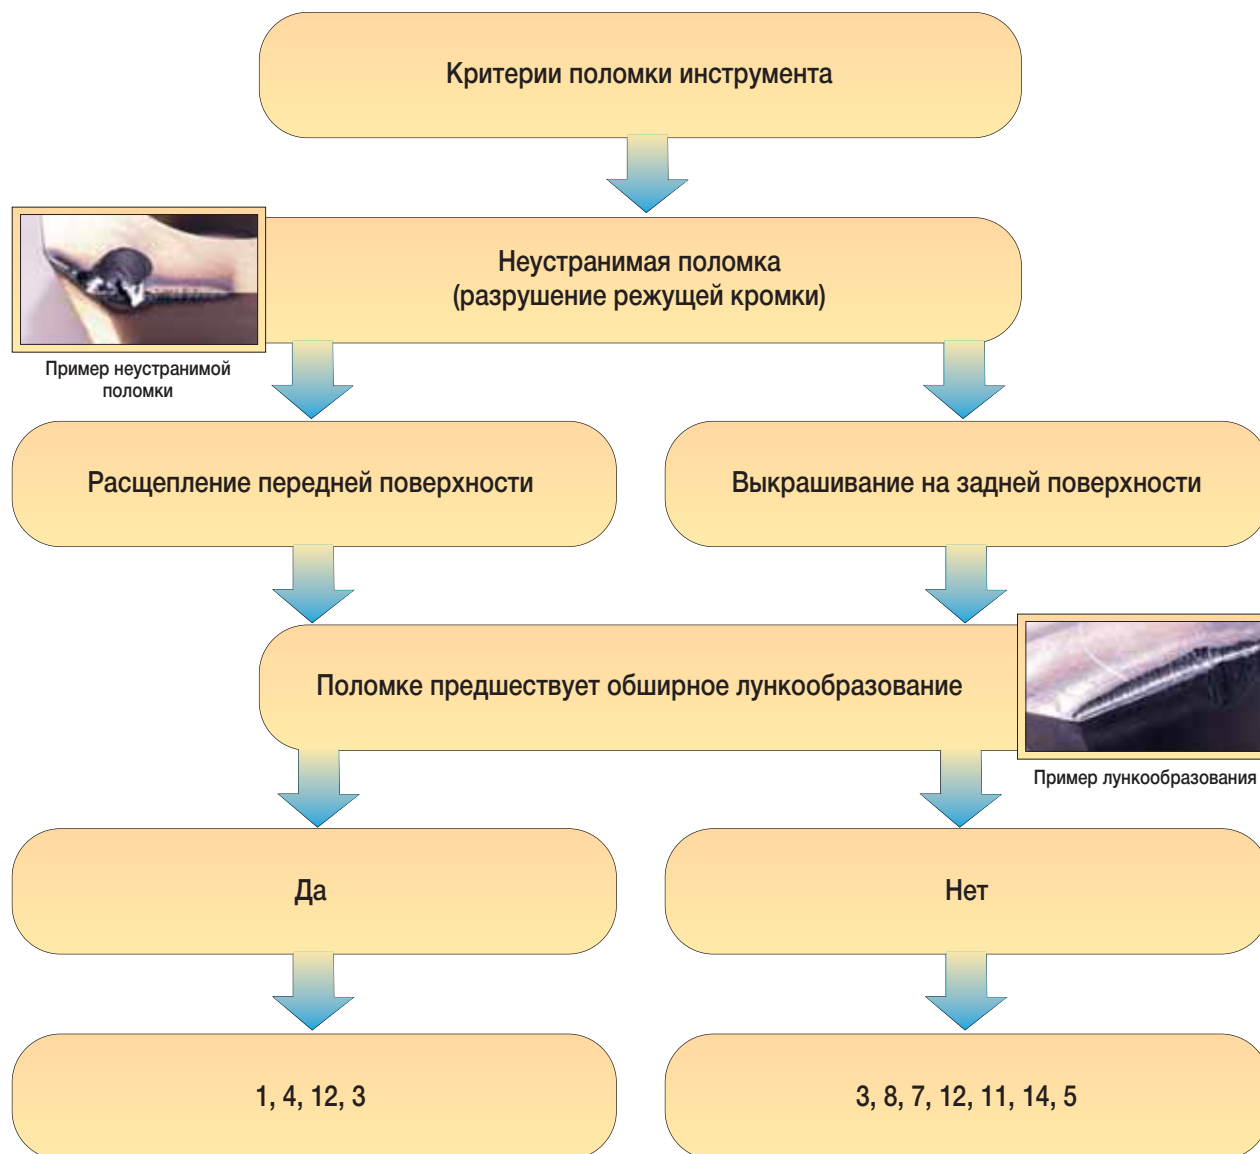 Критерии поломки инструмента
Неустранимая поломка
(разрушение режущей кромки)
Пример неустранимой
поломки
Расщепление передней поверхности
Выкрашивание на задней поверхности
Поломке предшествует обширное лункообразование
Пример лункообразования
Да
Нет
1, 4, 12, 3
3, 8, 7, 12, 11, 14, 5